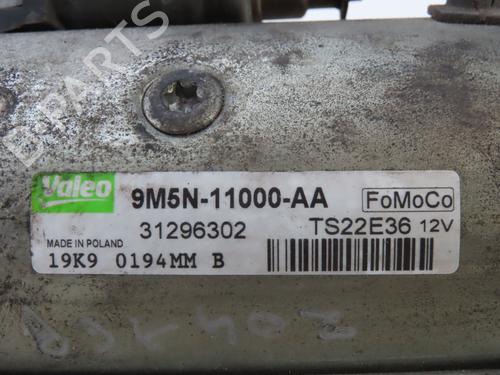 B-PARTS
Valeo
9M5N-11000-AA
FoMoCo
31296302
TS22E36 12V
MADE IN POLAND
19K9 0194MM B